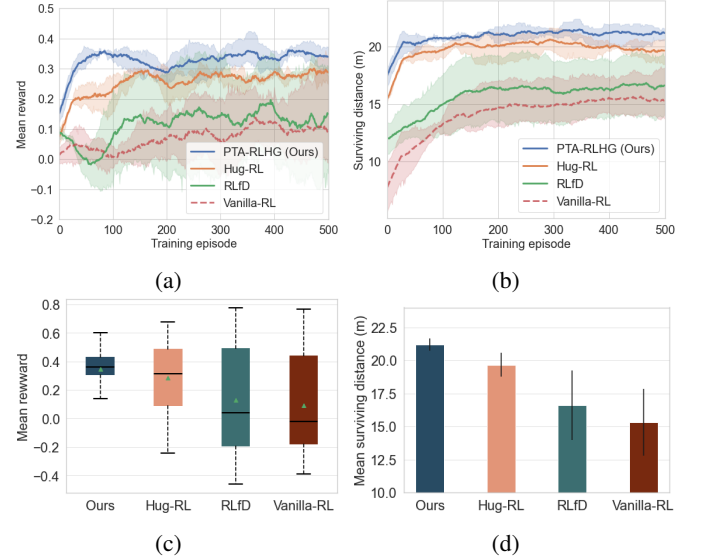 0.5
0.4
0.3
0.2
0.1
0.0
-0.1
-0.2
Mean reward
PTA-RLHG (Ours)
Hug-RL
RLfD
Vanilla-RL
0 100 200 300 400 500
Training episode
(a)
20
15
10
Surviving distance (m)
PTA-RLHG (Ours)
Hug-RL
RLfD
Vanilla-RL
0 100 200 300 400 500
Training episode
(b)
0.8
0.6
0.4
0.2
0.0
−0.2
−0.4
Mean rewward
Ours Hug-RL RLfD Vanilla-RL
(c)
22.5
20.0
17.5
15.0
12.5
10.0
Mean surviving distance (m)
Ours Hug-RL RLfD Vanilla-RL
(d)